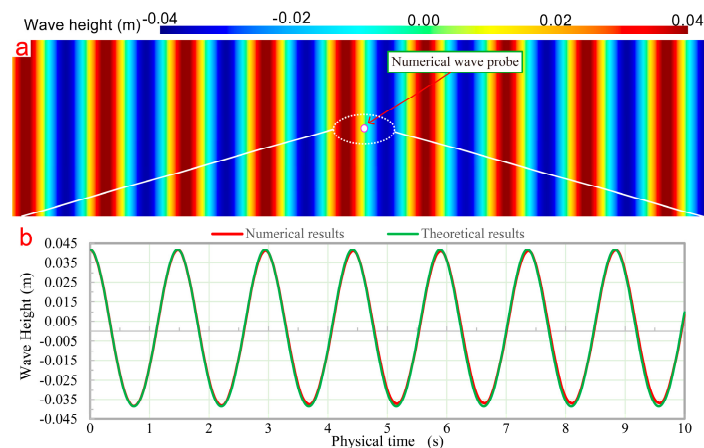 Wave height (m) -0.04 -0.02 0.00 0.02 0.04
a
Numerical wave probe
b
Numerical results Theoretical results
0.045
0.035
0.025
0.015
0.005
-0.005
-0.015
-0.025
-0.035
-0.045
Wave Height (m)
0 1 2 3 4 5 6 7 8 9 10
Physical time (s)